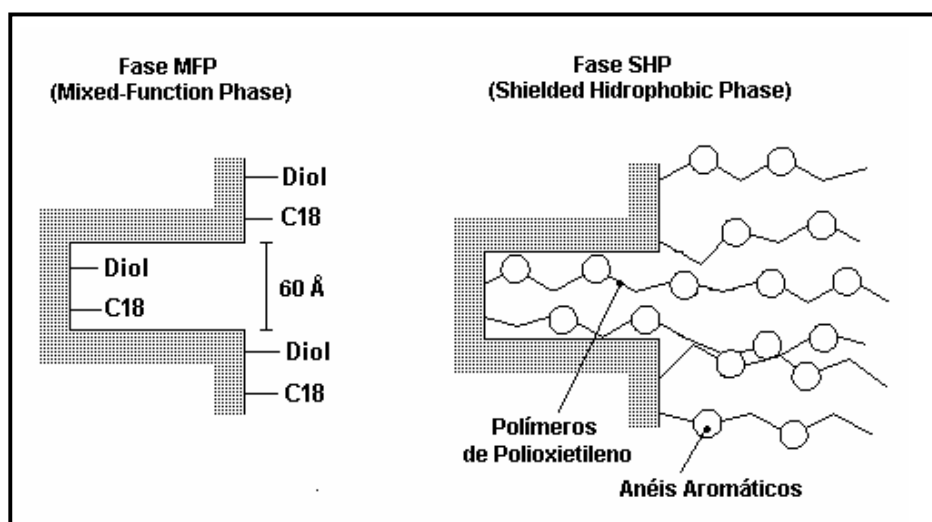 Fase MFP
(Mixed-Function Phase)
Diol
C18
Diol
C18
60 Å
Diol
C18
Fase SHP
(Shielded Hidrophobic Phase)
Polímeros
de Polioxietileno
Anéis Aromáticos